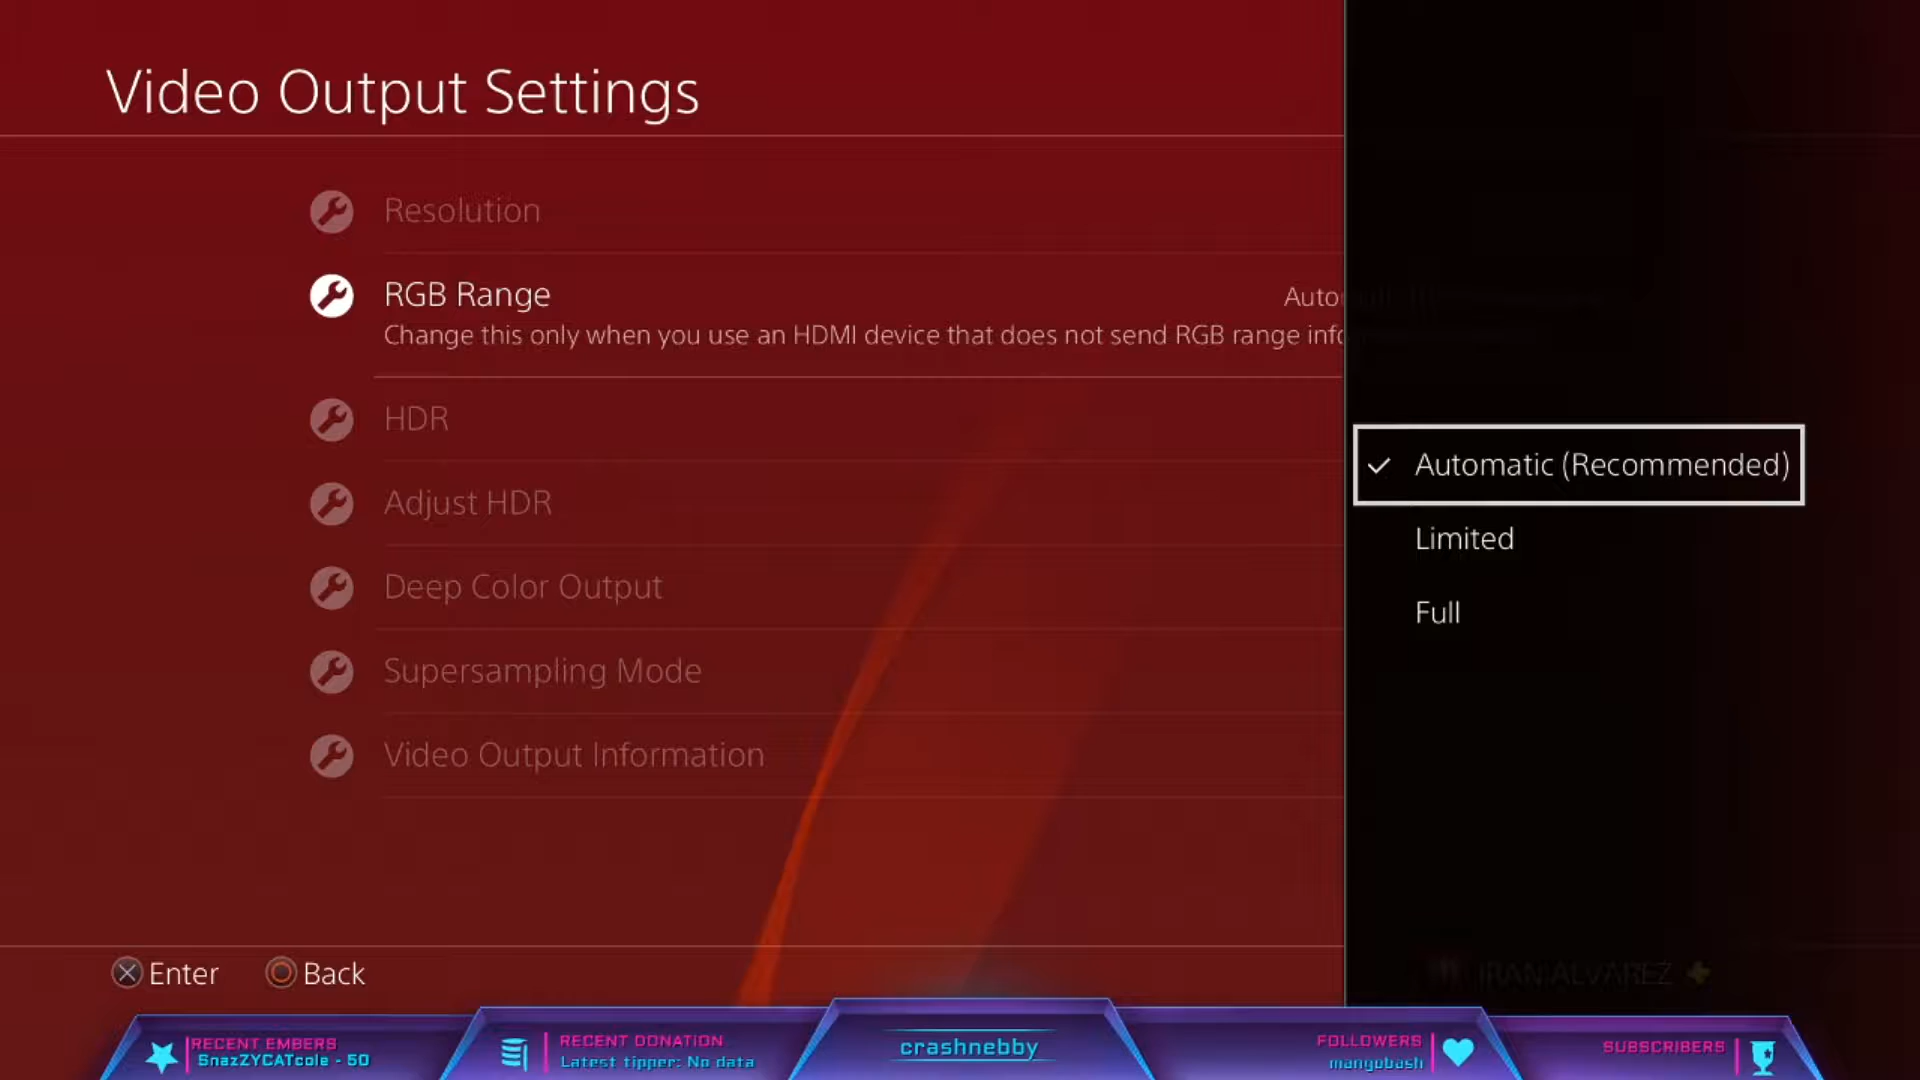 Video Output Settings
Resolution
RGB Range
Auto
Change this only when you use an HDMI device that does not send RGB range info
HDR
Adjust HDR
Deep Color Output
Supersampling Mode
Video Output Information
Automatic (Recommended)
Limited
Full
Enter
Back
IRANIALVAREZ
RECENT EMBERS
SnazZYCATcole - 50
RECENT DONATION
Latest tipper: No data
crashnebby
FOLLOWERS
mangobash
SUBSCRIBERS